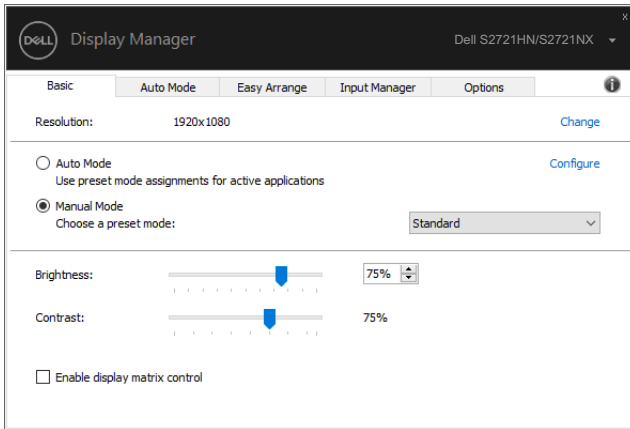 DELL Display Manager Dell S2721HN/S2721NX
Basic Auto Mode Easy Arrange Input Manager Options
Resolution: 1920x1080 Change
Auto Mode Configure
Use preset mode assignments for active applications
Manual Mode
Choose a preset mode: Standard
Brightness: 75%
Contrast: 75%
Enable display matrix control